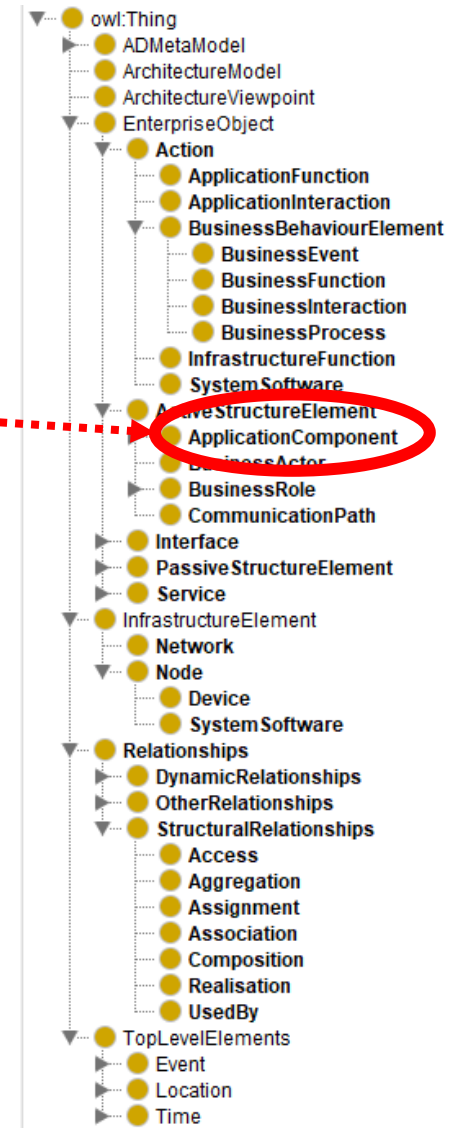 owl:Thing
ADMetaModel
ArchitectureModel
ArchitectureViewpoint
EnterpriseObject
Action
ApplicationFunction
ApplicationInteraction
BusinessBehaviourElement
BusinessEvent
BusinessFunction
BusinessInteraction
BusinessProcess
InfrastructureFunction
SystemSoftware
ActiveStructureElement
ApplicationComponent
BusinessActor
BusinessRole
CommunicationPath
Interface
PassiveStructureElement
Service
InfrastructureElement
Network
Node
Device
SystemSoftware
Relationships
DynamicRelationships
OtherRelationships
StructuralRelationships
Access
Aggregation
Assignment
Association
Composition
Realisation
UsedBy
TopLevelElements
Event
Location
Time